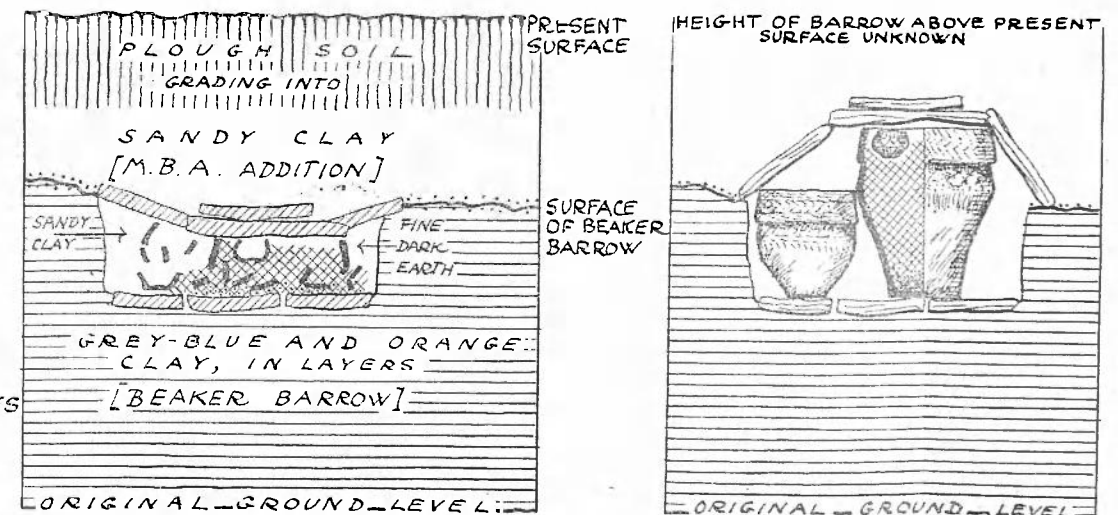 PLOUGH SOIL
GRADING INTO
SANDY CLAY
[M.B.A. ADDITION]
SANDY
CLAY
FINE
DARK
EARTH
GREY-BLUE AND ORANGE
CLAY, IN LAYERS
[BEAKER BARROW]
ORIGINAL GROUND LEVEL
PRESENT
SURFACE
SURFACE
OF BEAKER
BARROW
HEIGHT OF BARROW ABOVE PRESENT
SURFACE UNKNOWN
ORIGINAL GROUND LEVEL